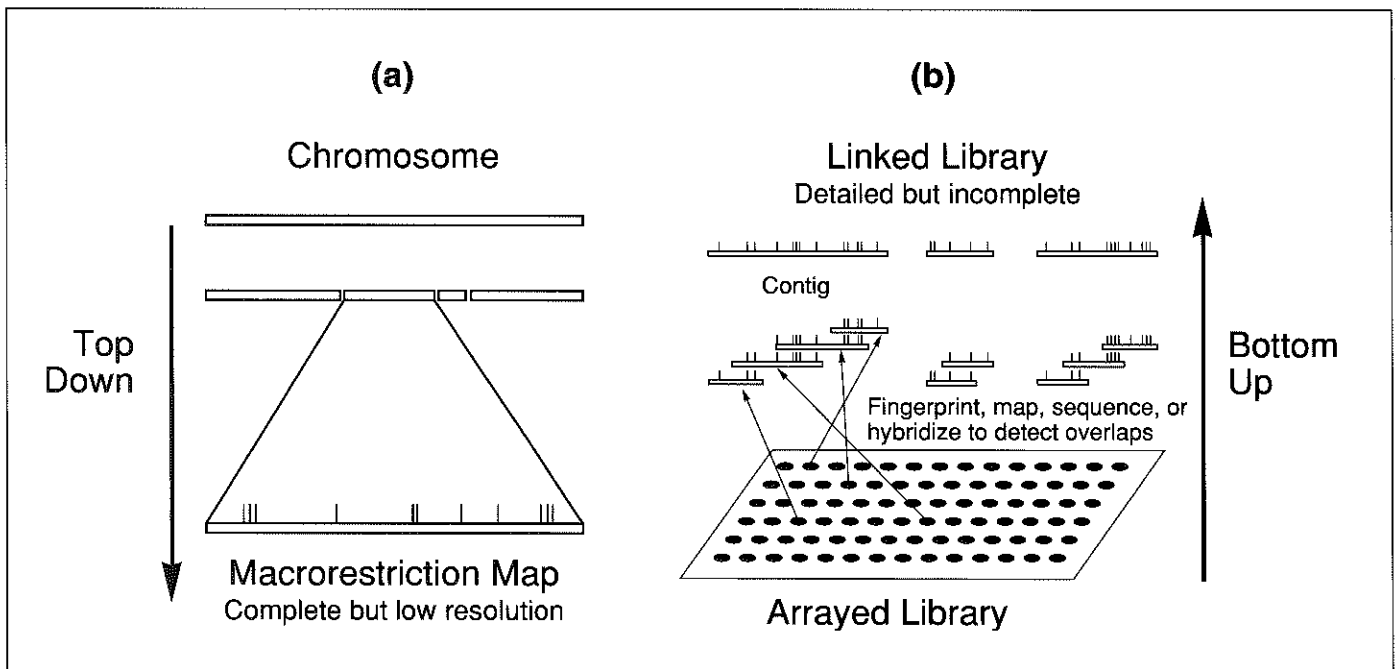 (a)
Chromosome
Top
Down
Macrorestriction Map
Complete but low resolution
(b)
Linked Library
Detailed but incomplete
Contig
Fingerprint, map, sequence, or
hybridize to detect overlaps
Arrayed Library
Bottom
Up